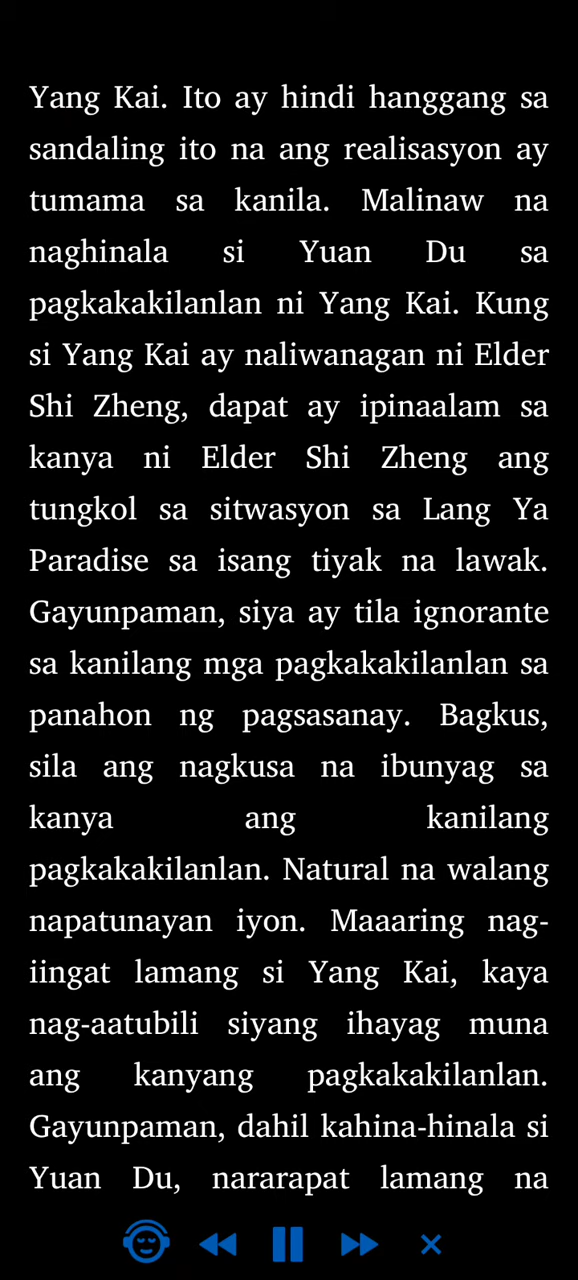 Yang Kai. Ito ay hindi hanggang sa
sandaling ito na ang realisasyon ay
tumama sa kanila. Malinaw na
naghinala si Yuan Du sa
pagkakakilanlan ni Yang Kai. Kung
si Yang Kai ay naliwanagan ni Elder
Shi Zheng, dapat ay ipinaalam sa
kanya ni Elder Shi Zheng ang
tungkol sa sitwasyon sa Lang Ya
Paradise sa isang tiyak na lawak.
Gayunpaman, siya ay tila ignorante
sa kanilang mga pagkakakilanlan sa
panahon ng pagsasanay. Bagkus,
sila ang nagkusa na ibunyag sa
kanya ang kanilang
pagkakakilanlan. Natural na walang
napatunayan iyon. Maaaring nag-
iingat lamang si Yang Kai, kaya
nag-aatubili siyang ihayag muna
ang kanyang pagkakakilanlan.
Gayunpaman, dahil kahina-hinala si
Yuan Du, nararapat lamang na